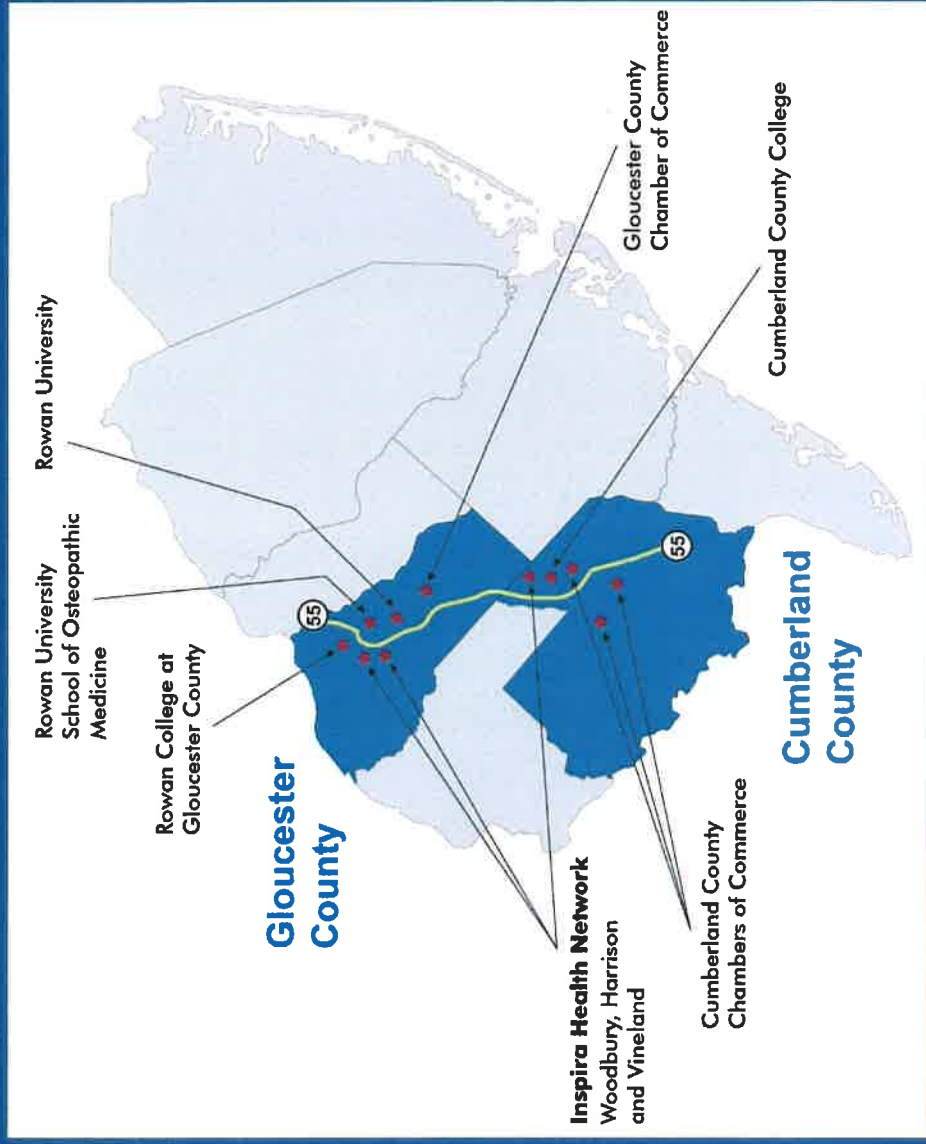 Rowan University
School of Osteopathic
Medicine
Rowan University
Rowan College at
Gloucester County
Gloucester
County
55
Gloucester County
Chamber of Commerce
Inspira Health Network
Woodbury, Harrison
and Vineland
Cumberland County College
55
Cumberland County
Chambers of Commerce
Cumberland
County